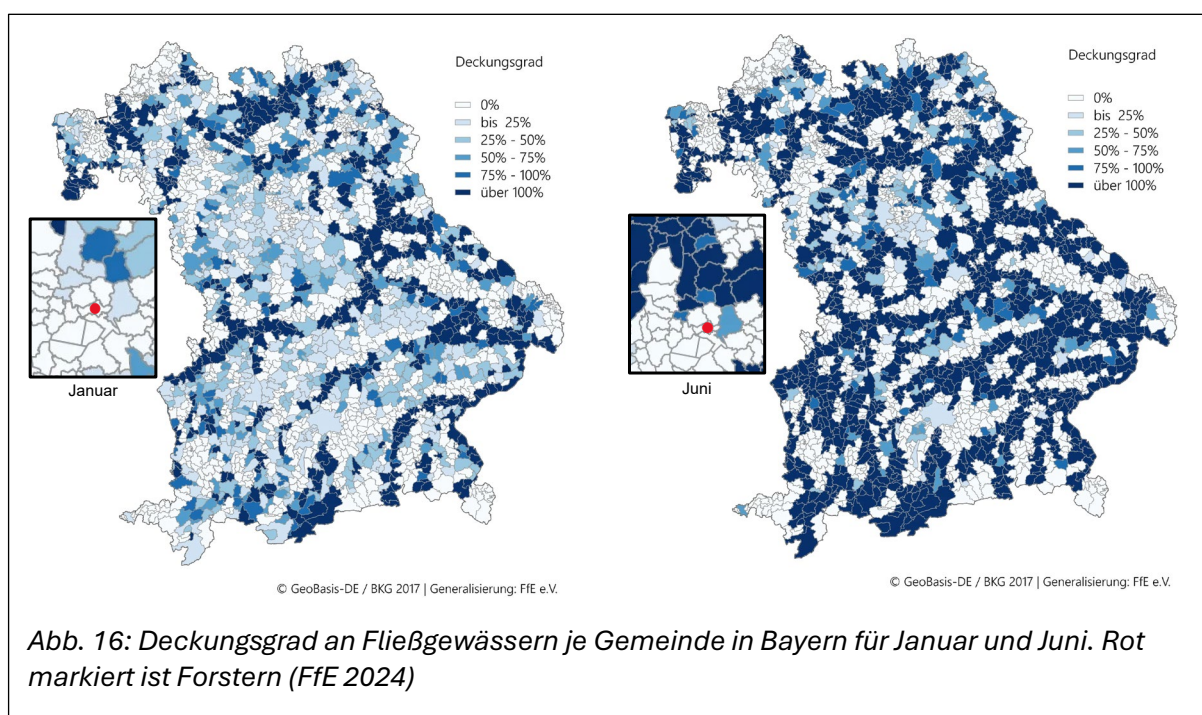 Deckungsgrad
0%
bis 25%
25% - 50%
50% - 75%
75% - 100%
über 100%
Januar
© GeoBasis-DE / BKG 2017 | Generalisierung: FfE e.V.
Deckungsgrad
0%
bis 25%
25% - 50%
50% - 75%
75% - 100%
über 100%
Juni
© GeoBasis-DE / BKG 2017 | Generalisierung: FfE e.V.
Abb. 16: Deckungsgrad an Fließgewässern je Gemeinde in Bayern für Januar und Juni. Rot
markiert ist Forstern (FfE 2024)